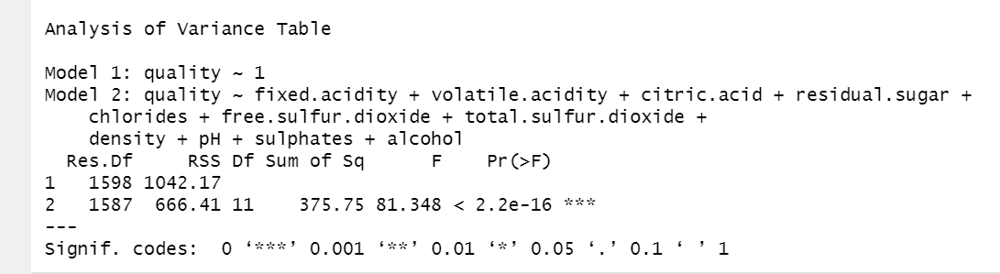 Analysis of Variance Table
Model 1: quality ~ 1
Model 2: quality ~ fixed.acidity + volatile.acidity + citric.acid + residual.sugar +
    chlorides + free.sulfur.dioxide + total.sulfur.dioxide +
    density + pH + sulphates + alcohol
  Res.Df     RSS Df Sum of Sq      F    Pr(>F)
1   1598 1042.17
2   1587  666.41 11    375.75 81.348 < 2.2e-16 ***
---
Signif. codes:  0 ‘***’ 0.001 ‘**’ 0.01 ‘*’ 0.05 ‘.’ 0.1 ‘ ’ 1